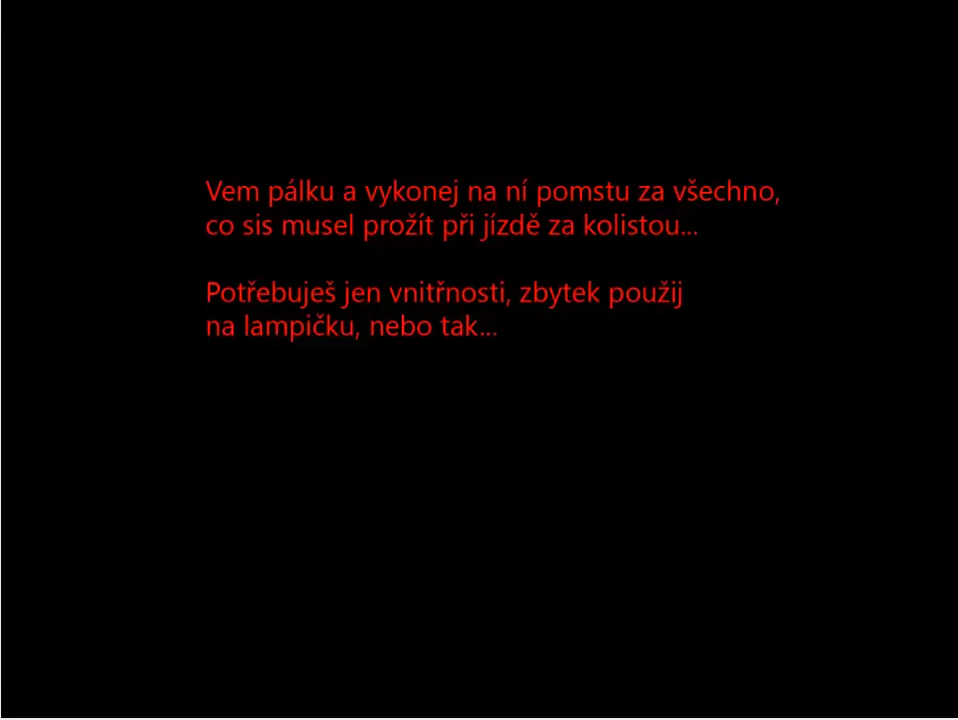 Vem pálku a vykonej na ní pomstu za všechno,
co sis musel prožít při jízdě za kolistou...
Potřebuješ jen vnitřnosti, zbytek použij
na lampičku, nebo tak...